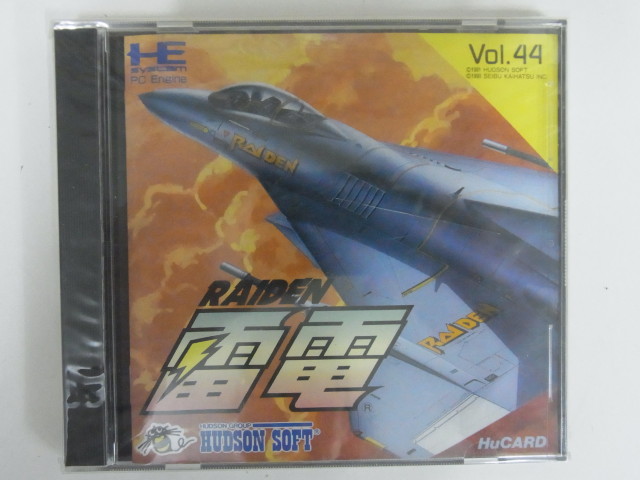 HE
SYSTEM
PC Engine
Vol.44
©1991 HUDSON SOFT
©1990 SEIBU KAIHATSU INC.
RAIDEN
RAIDEN
RAIDEN
雷電
HUDSON GROUP
HUDSON SOFT
HuCARD